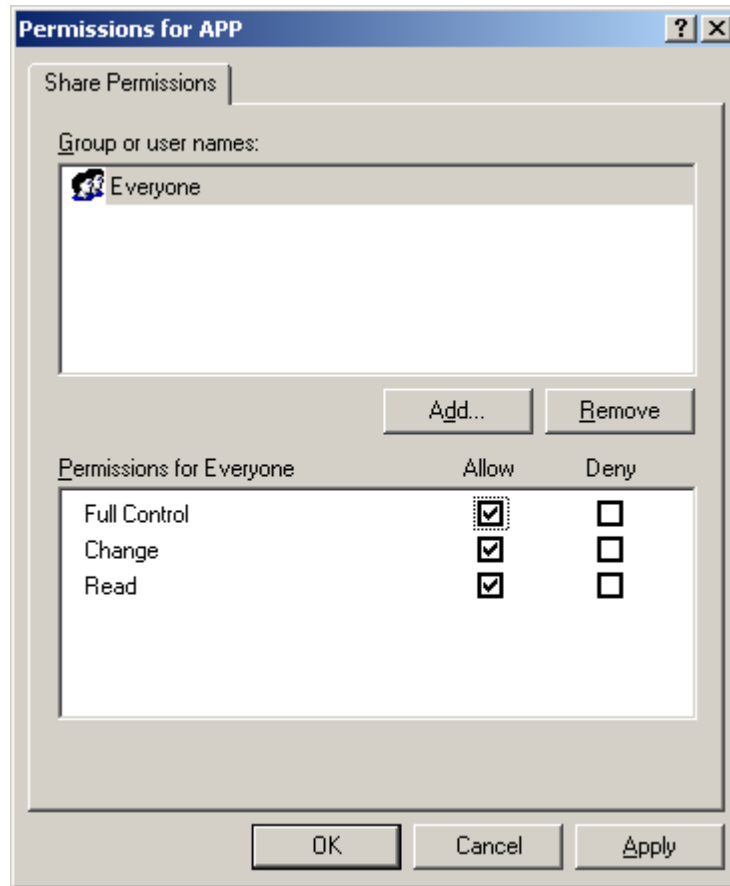 Permissions for APP
Share Permissions
Group or user names:
Everyone
Add... Remove
Permissions for Everyone Allow Deny
Full Control
Change
Read
OK Cancel Apply